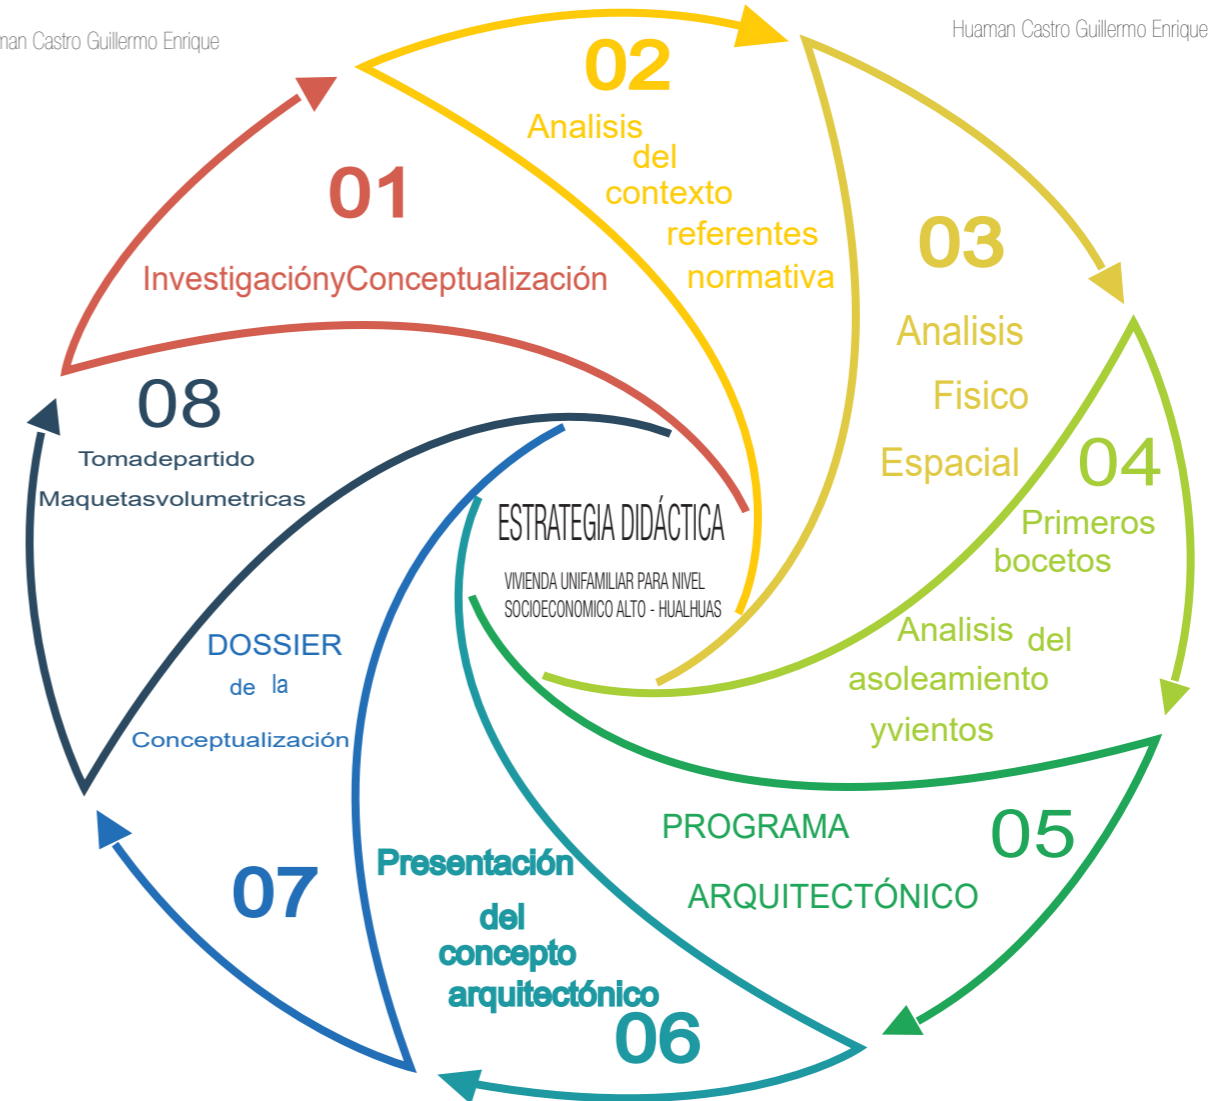 man Castro Guillermo Enrique
Huaman Castro Guillermo Enrique
01
InvestigaciónyConceptualización
02
Analisis
del
contexto
referentes
normativa
03
Analisis
Fisico
Espacial
04
Primeros
bocetos
Analisis del
asoleamiento
yvientos
05
PROGRAMA
ARQUITECTÓNICO
Presentación
del
concepto
arquitectónico
06
07
DOSSIER
de la
Conceptualización
08
Tomadepartido
Maquetasvolumetricas
ESTRATEGIA DIDÁCTICA
VIVIENDA UNIFAMILIAR PARA NIVEL
SOCIOECONOMICO ALTO - HUALHUAS